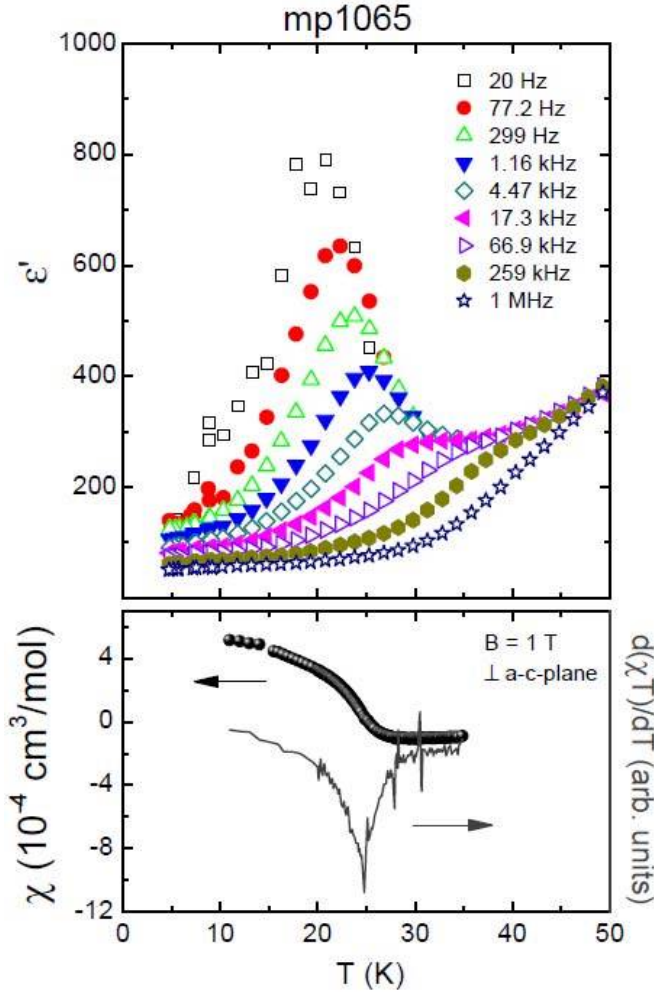 mp1065
1000
800
600
400
200
ε'
20 Hz
77.2 Hz
299 Hz
1.16 kHz
4.47 kHz
17.3 kHz
66.9 kHz
259 kHz
1 MHz
4
0
-4
-8
-12
χ (10⁻⁴ cm³/mol)
B = 1 T
⊥ a-c-plane
d(χT)/dT (arb. units)
0 10 20 30 40 50
T (K)